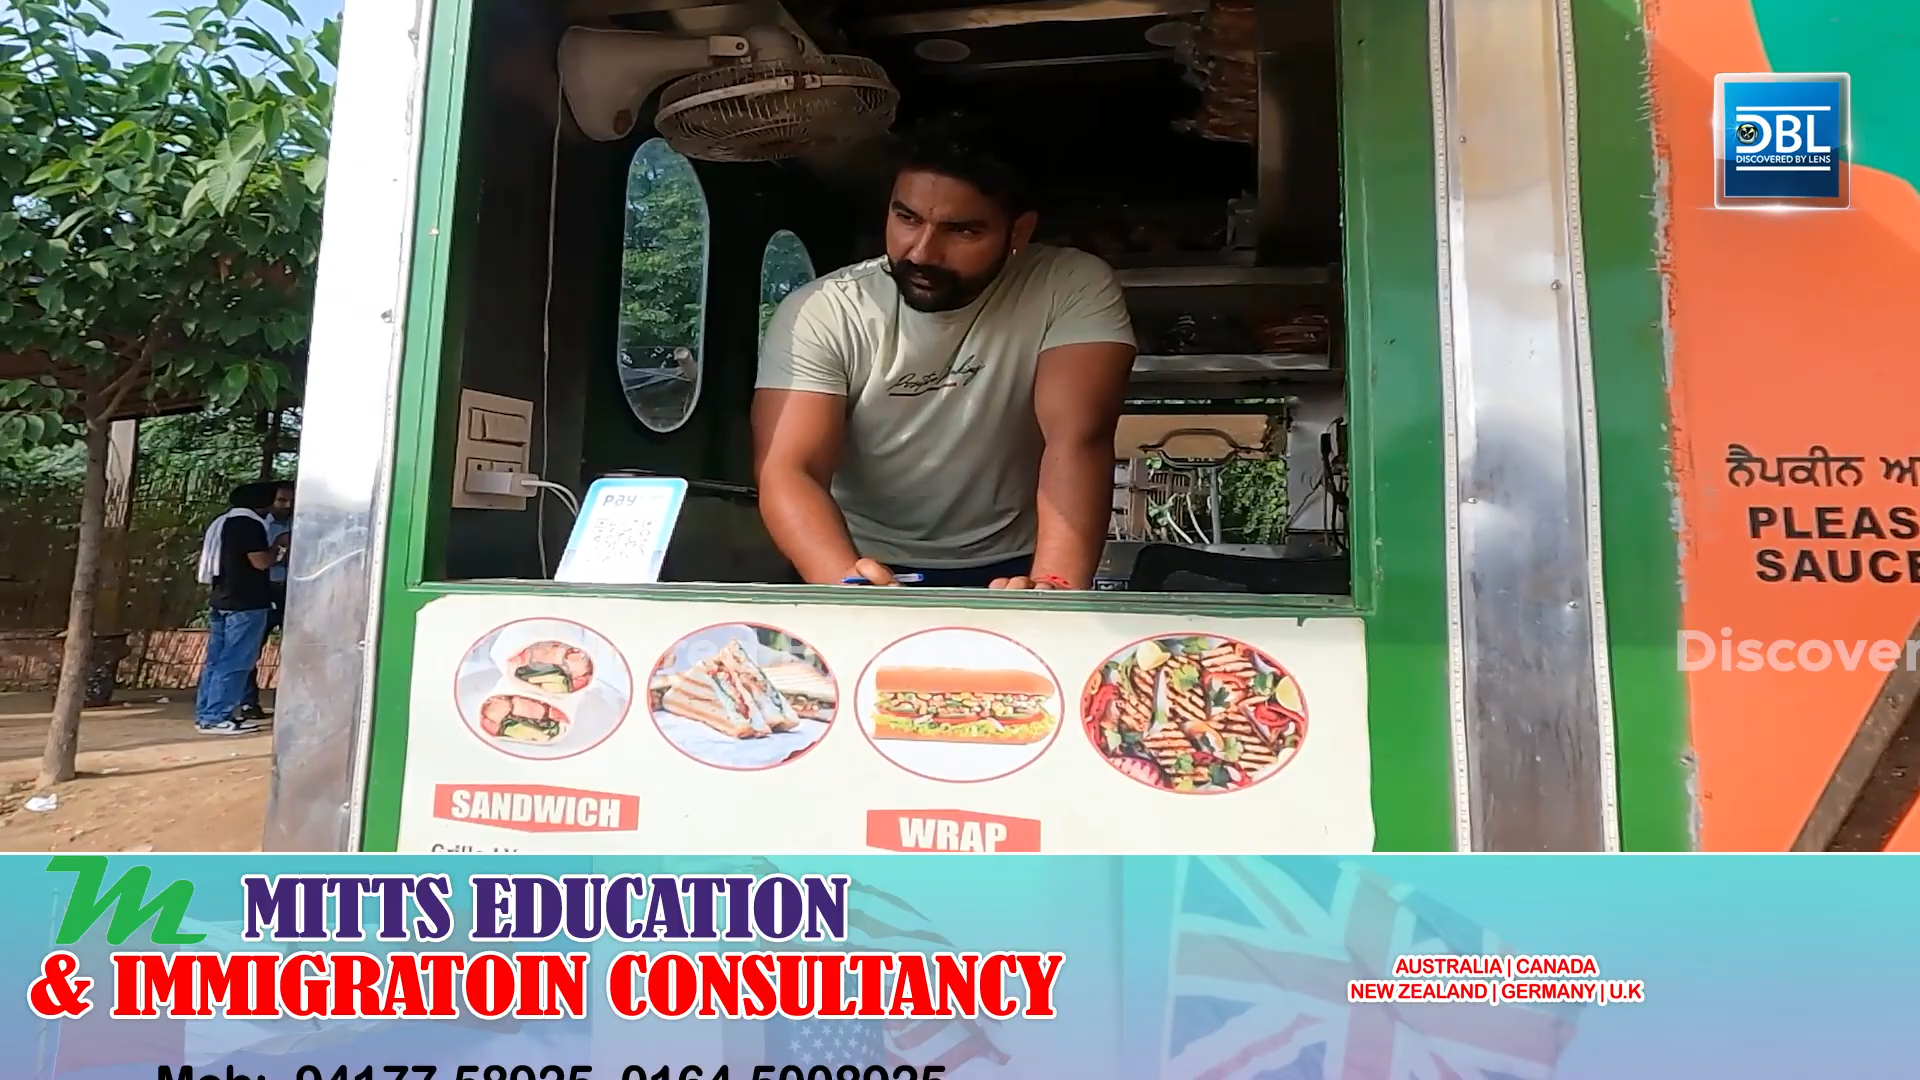 DBL
DISCOVERED BY LENS
ਨੈਪਕੀਨ
PLEAS
SAUCE
Discover
SANDWICH
WRAP
MITTS EDUCATION
& IMMIGRATOIN CONSULTANCY
AUSTRALIA | CANADA
NEW ZEALAND | GERMANY | U.K